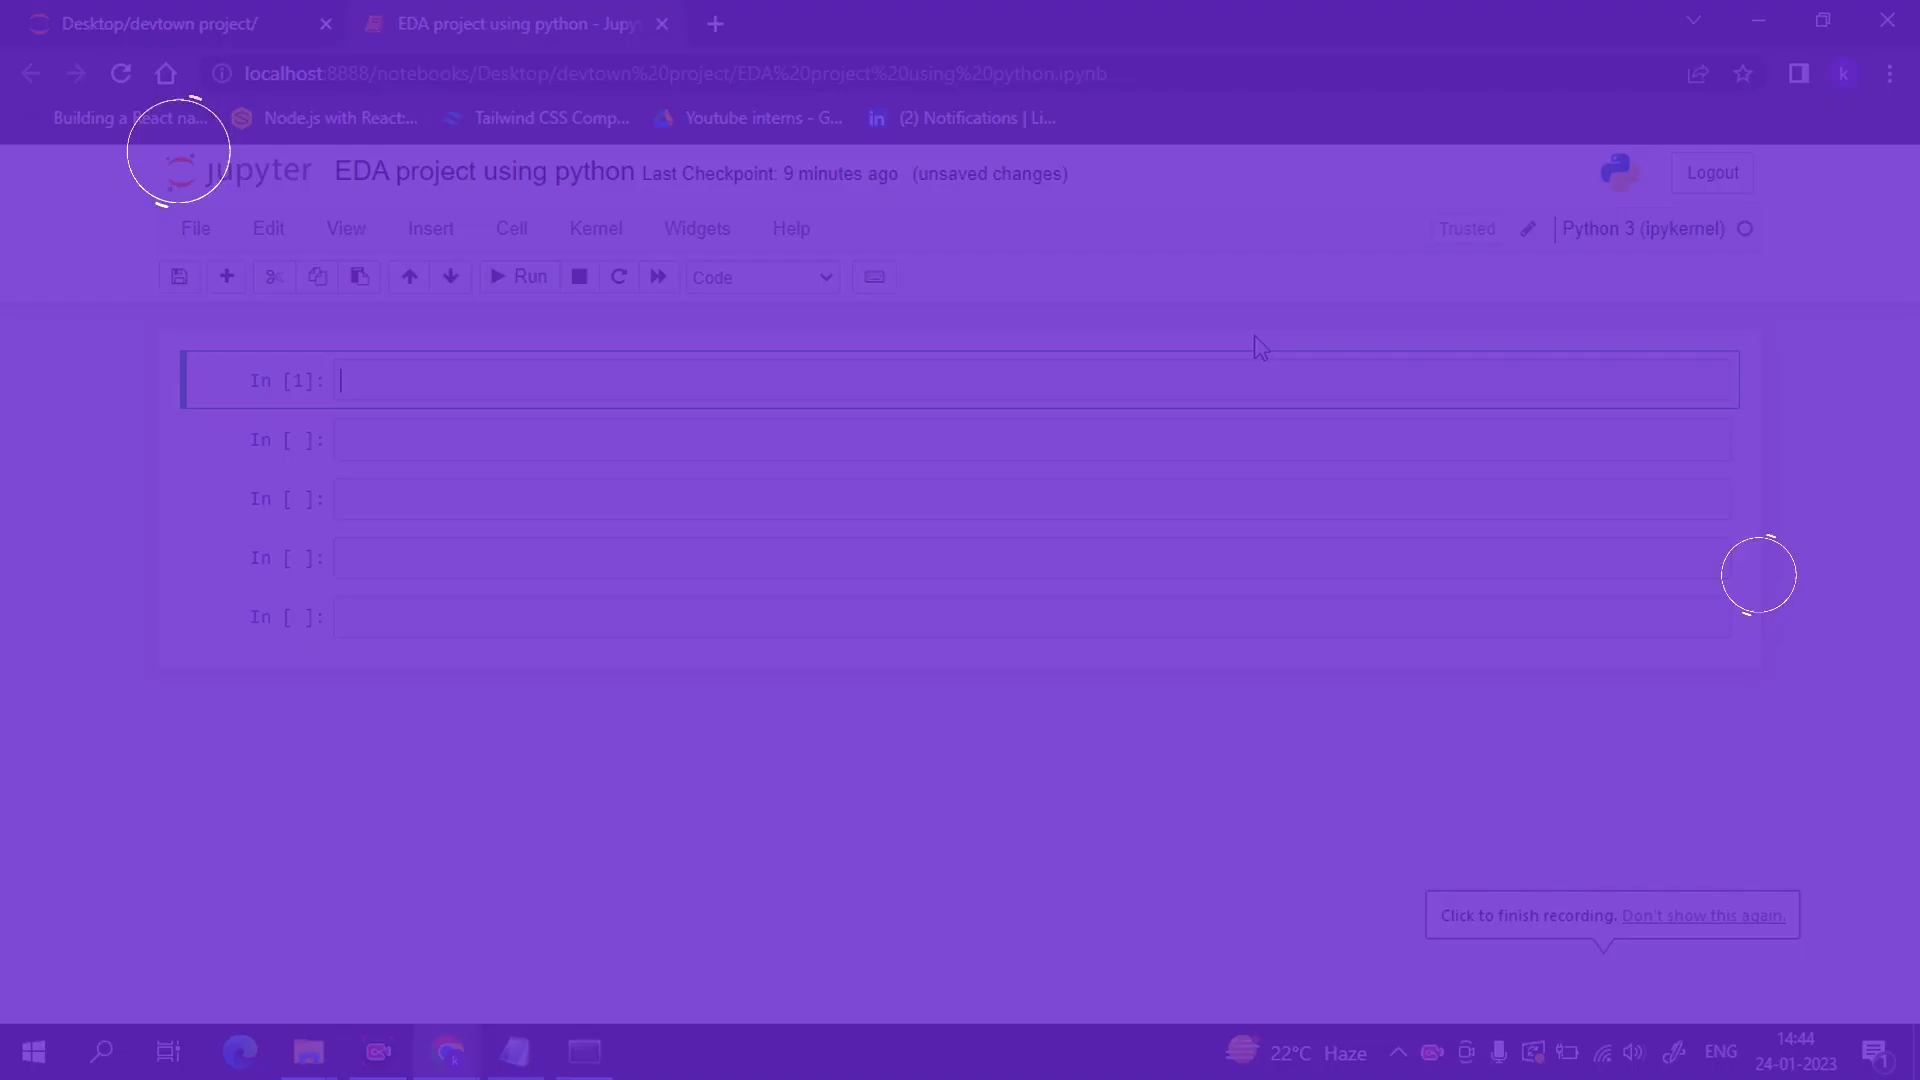 Desktop/devtown project/
EDA project using python - Jupy
localhost:8888/notebooks/Desktop/devtown%20project/EDA%20project%20using%20python.ipynb
k
Building a React na...
Node.js with React:...
Tailwind CSS Comp...
Youtube interns - G...
in (2) Notifications | Li...
jupyter EDA project using python Last Checkpoint: 9 minutes ago (unsaved changes)
Logout
File Edit View Insert Cell Kernel Widgets Help
Trusted
Python 3 (ipykernel)
Run
Code
In [1]:
In [ ]:
In [ ]:
In [ ]:
In [ ]:
Click to finish recording. Don't show this again.
22°C Haze
ENG
14:44
24-01-2023
1